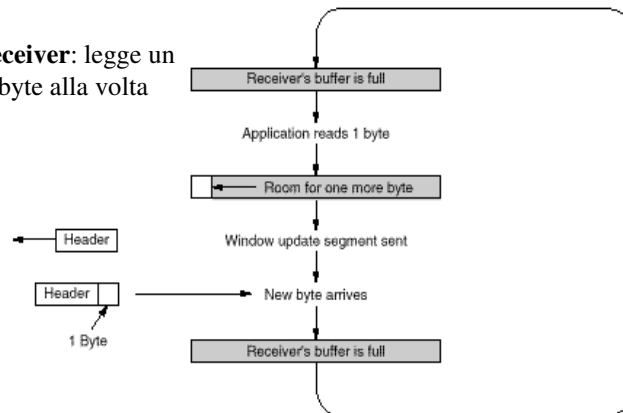 eceiver: legge un
byte alla volta
Receiver's buffer is full
Application reads 1 byte
Room for one more byte
Header
Window update segment sent
Header
New byte arrives
1 Byte
Receiver's buffer is full